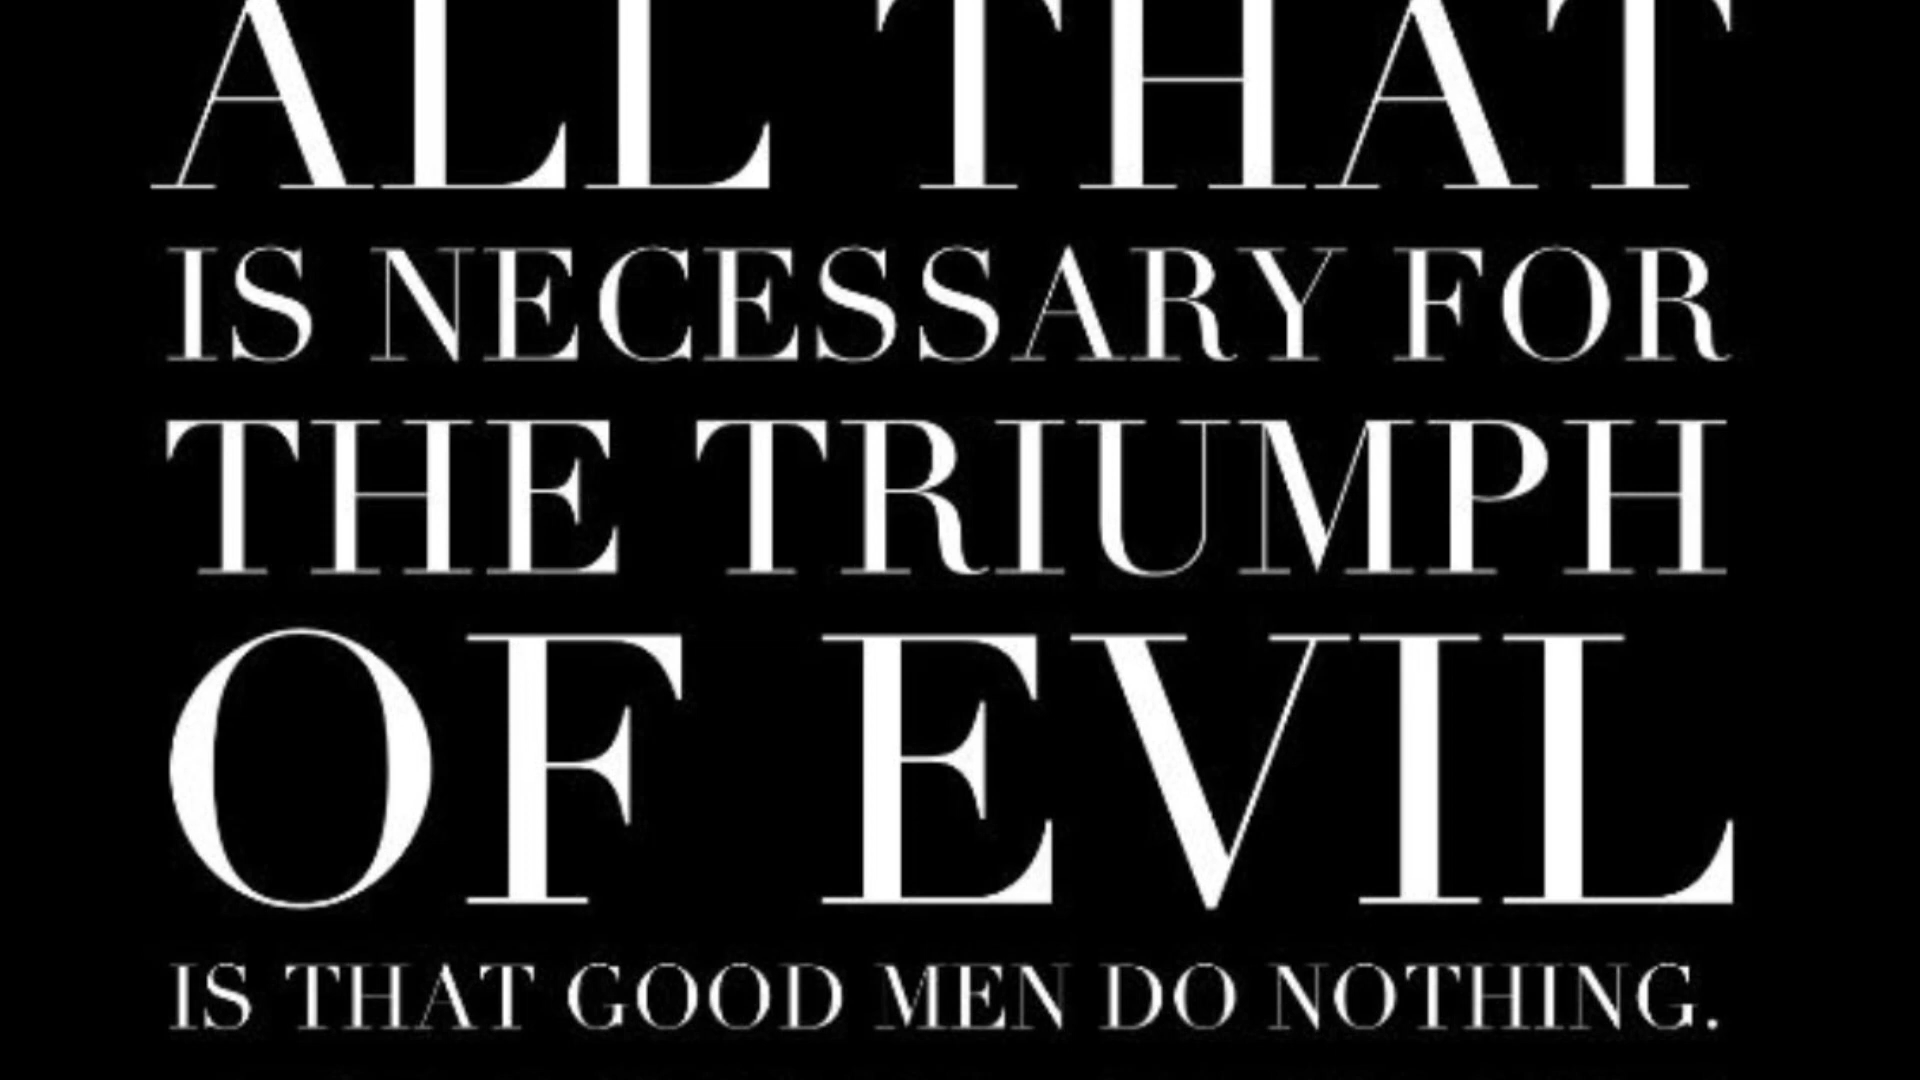 ALL THAT
IS NECESSARY FOR
THE TRIUMPH
OF EVIL
IS THAT GOOD MEN DO NOTHING.